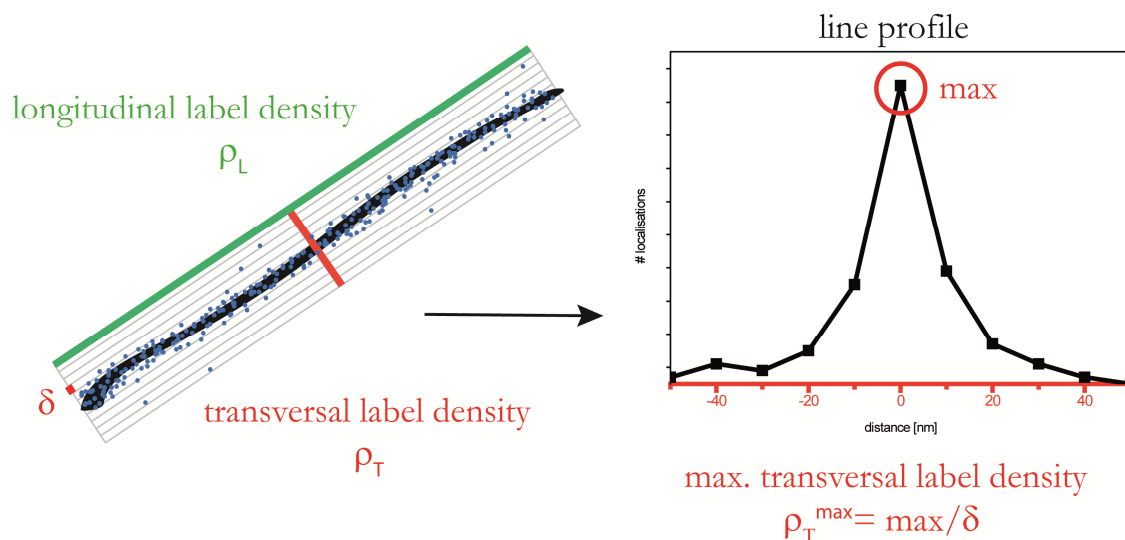 longitudinal label density
ρL
δ
transversal label density
ρT
line profile
max
# localisations
-40
-20
0
20
40
distance [nm]
max. transversal label density
ρTmax= max/δ